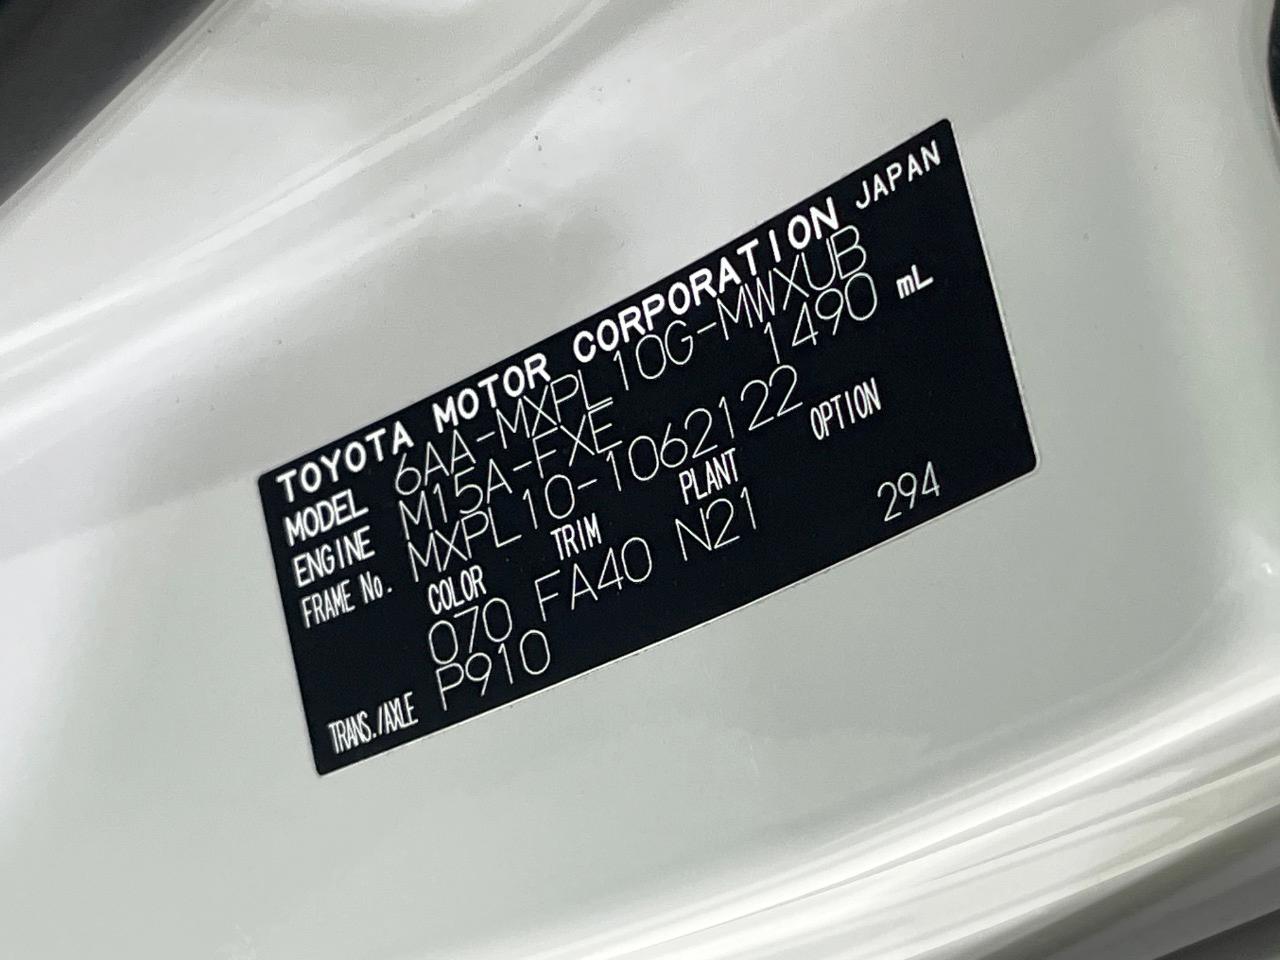 TOYOTA MOTOR CORPORATION JAPAN
MODEL 6AA-MXPL10G-MWXUB
ENGINE M15A-FXE 1490 mL
FRAME No. MXPL10-1062122
COLOR TRIM PLANT OPTION
070 FA40 N21 294
TRANS./AXLE P910